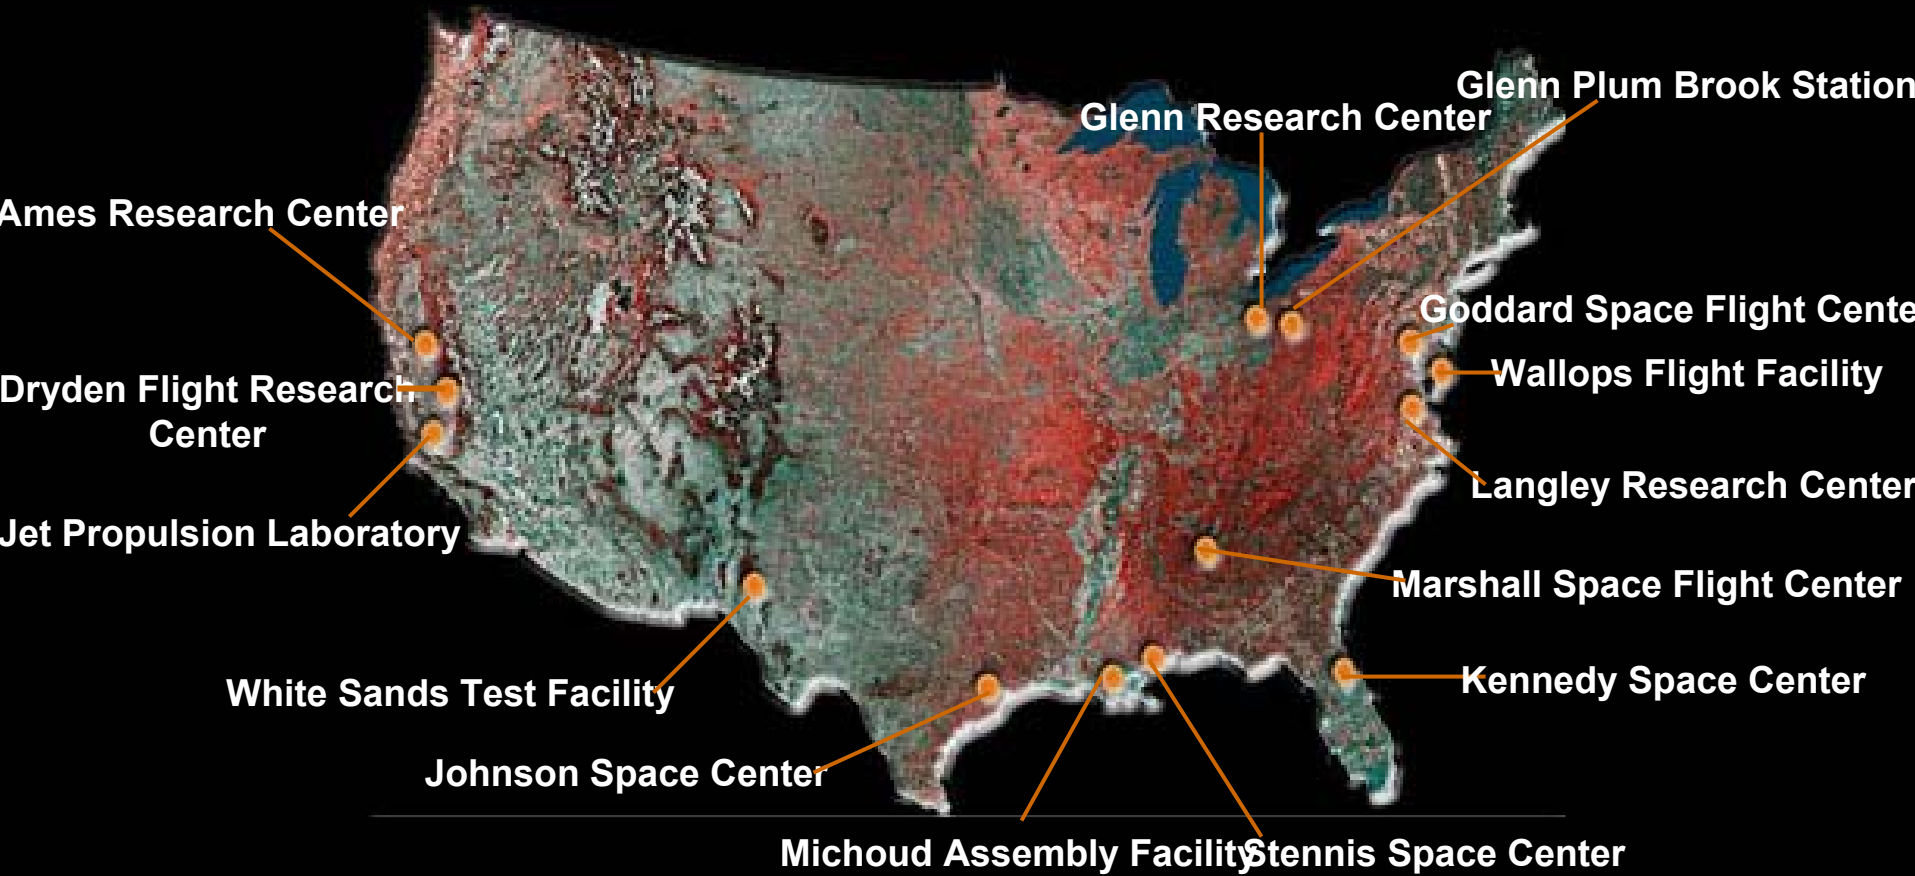 Glenn Plum Brook Station
Glenn Research Center
Ames Research Center
Goddard Space Flight Cente
Wallops Flight Facility
Dryden Flight Research
Center
Langley Research Center
Jet Propulsion Laboratory
Marshall Space Flight Center
White Sands Test Facility
Kennedy Space Center
Johnson Space Center
Michoud Assembly Facility
Stennis Space Center